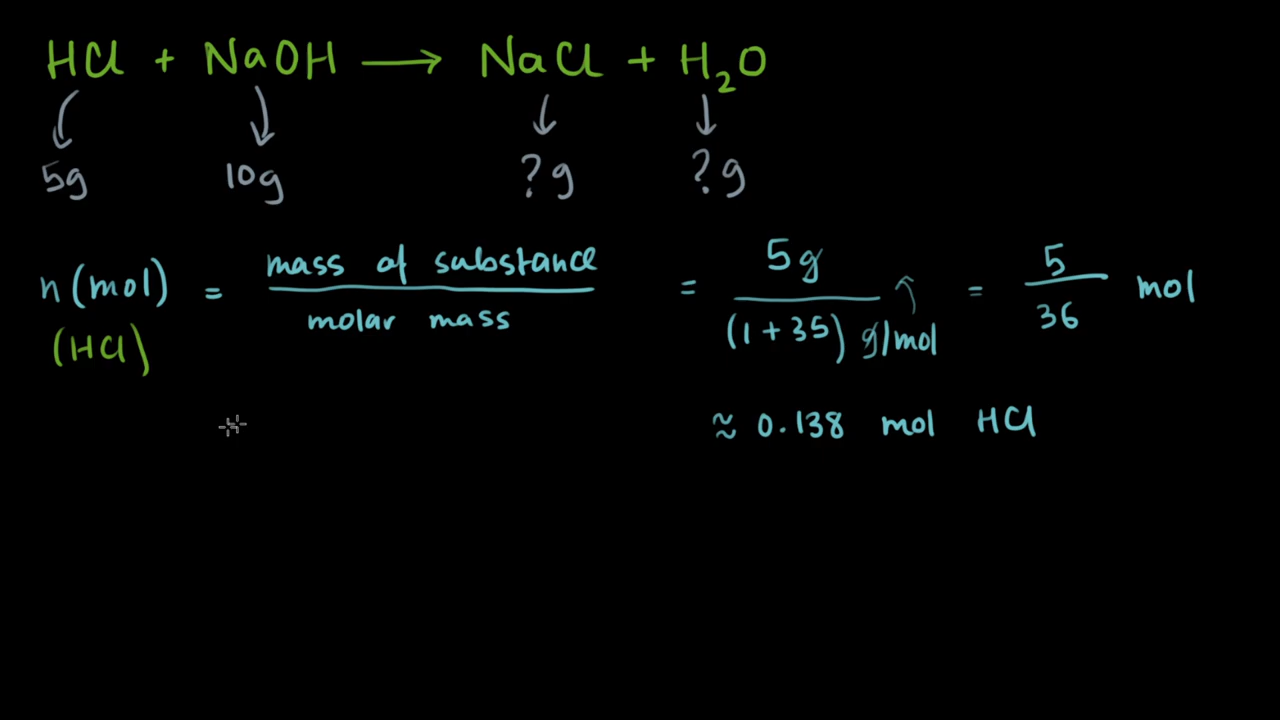 HCl + NaOH → NaCl + H₂O
5g 10g ?g ?g
n(mol) = mass of substance / molar mass = 5g / (1 + 35) g/mol = 5 / 36 mol
(HCl)
≈ 0.138 mol HCl